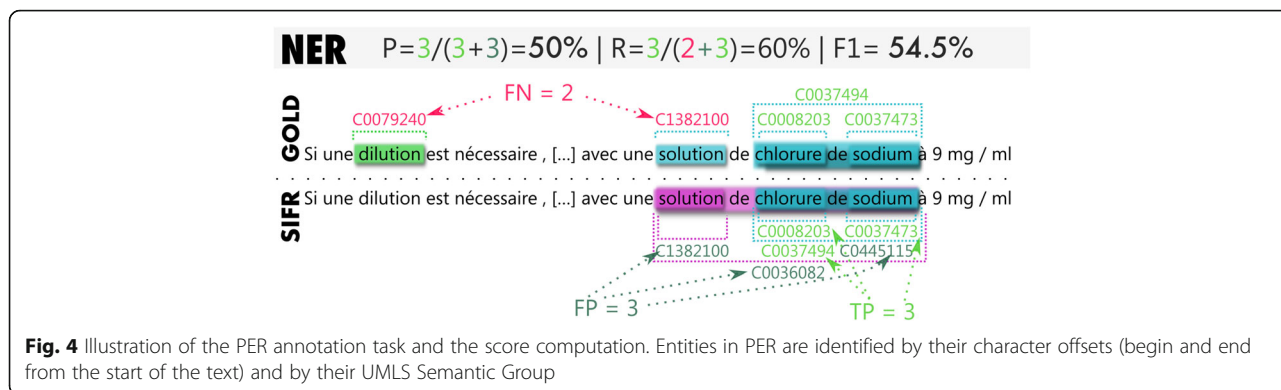 NER P=3/(3+3)=50% | R=3/(2+3)=60% | F1= 54.5%
FN = 2
C0037494
C0079240 C1382100 C0008203 C0037473
GOLD Si une dilution est nécessaire , [...] avec une solution de chlorure de sodium à 9 mg / ml
SIFR Si une dilution est nécessaire , [...] avec une solution de chlorure de sodium à 9 mg / ml
C0008203 C0037473
C1382100 C0037494 C0445115
C0036082
FP = 3 TP = 3
Fig. 4 Illustration of the PER annotation task and the score computation. Entities in PER are identified by their character offsets (begin and end
from the start of the text) and by their UMLS Semantic Group